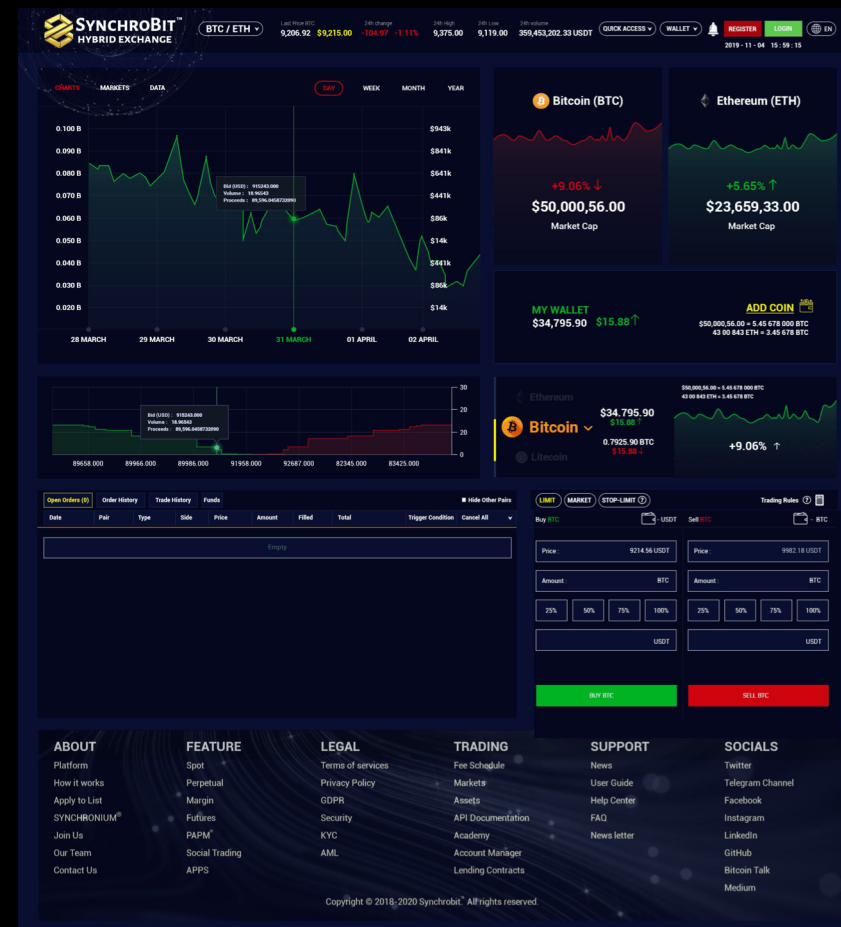 SYNCHROBIT™
HYBRID EXCHANGE
BTC / ETH
Last Price BTC
9,206.92 $9,215.00
24h change
-104.97 -1.11%
24h High
9,375.00
24h Low
9,119.00
24h volume
359,453,202.33 USDT
QUICK ACCESS
WALLET
REGISTER
LOGIN
EN
2019 - 11 - 04 15 : 59 : 15
CHARTS MARKETS DATA
DAY WEEK MONTH YEAR
0.100 B $943k
0.090 B $841k
0.080 B $641k
0.070 B $441k
0.060 B $86k
0.050 B $14k
0.040 B $441k
0.030 B $86k
0.020 B $14k
Bid (USD) : 915243.000
Volume : 18.96543
Proceeds : 89,596.0458732090
28 MARCH 29 MARCH 30 MARCH 31 MARCH 01 APRIL 02 APRIL
Bitcoin (BTC)
+9.06% ↓
$50,000,56.00
Market Cap
Ethereum (ETH)
+5.65% ↑
$23,659,33.00
Market Cap
MY WALLET
$34,795.90 $15.88↑
ADD COIN
$50,000,56.00 = 5.45 678 000 BTC
43 00 843 ETH = 3.45 678 BTC
30
20
20
0
Bid (USD) : 915243.000
Volume : 18.96543
Proceeds : 89,596.0458732090
89658.000 89966.000 89986.000 91958.000 92687.000 82345.000 83425.000
Ethereum
Bitcoin
Litecoin
$34.795.90
$15.88 ↑
0.7925.90 BTC
$15.88 ↓
$50,000,56.00 = 5.45 678 000 BTC
43 00 843 ETH = 3.45 678 BTC
+9.06% ↑
Open Orders (0) Order History Trade History Funds
Hide Other Pairs
Date Pair Type Side Price Amount Filled Total Trigger Condition Cancel All
Empty
LIMIT MARKET STOP-LIMIT ?
Trading Rules ?
Buy BTC - USDT Sell BTC - BTC
Price : 9214.56 USDT Price : 9982.18 USDT
Amount : BTC Amount : BTC
25% 50% 75% 100% 25% 50% 75% 100%
USDT USDT
BUY BTC SELL BTC
ABOUT
Platform
How it works
Apply to List
SYNCHRONIUM®
Join Us
Our Team
Contact Us
FEATURE
Spot
Perpetual
Margin
Futures
PAPM
Social Trading
APPS
LEGAL
Terms of services
Privacy Policy
GDPR
Security
KYC
AML
TRADING
Fee Schedule
Markets
Assets
API Documentation
Academy
Account Manager
Lending Contracts
SUPPORT
News
User Guide
Help Center
FAQ
News letter
SOCIALS
Twitter
Telegram Channel
Facebook
Instagram
LinkedIn
GitHub
Bitcoin Talk
Medium
Copyright © 2018-2020 Synchrobit. All rights reserved.